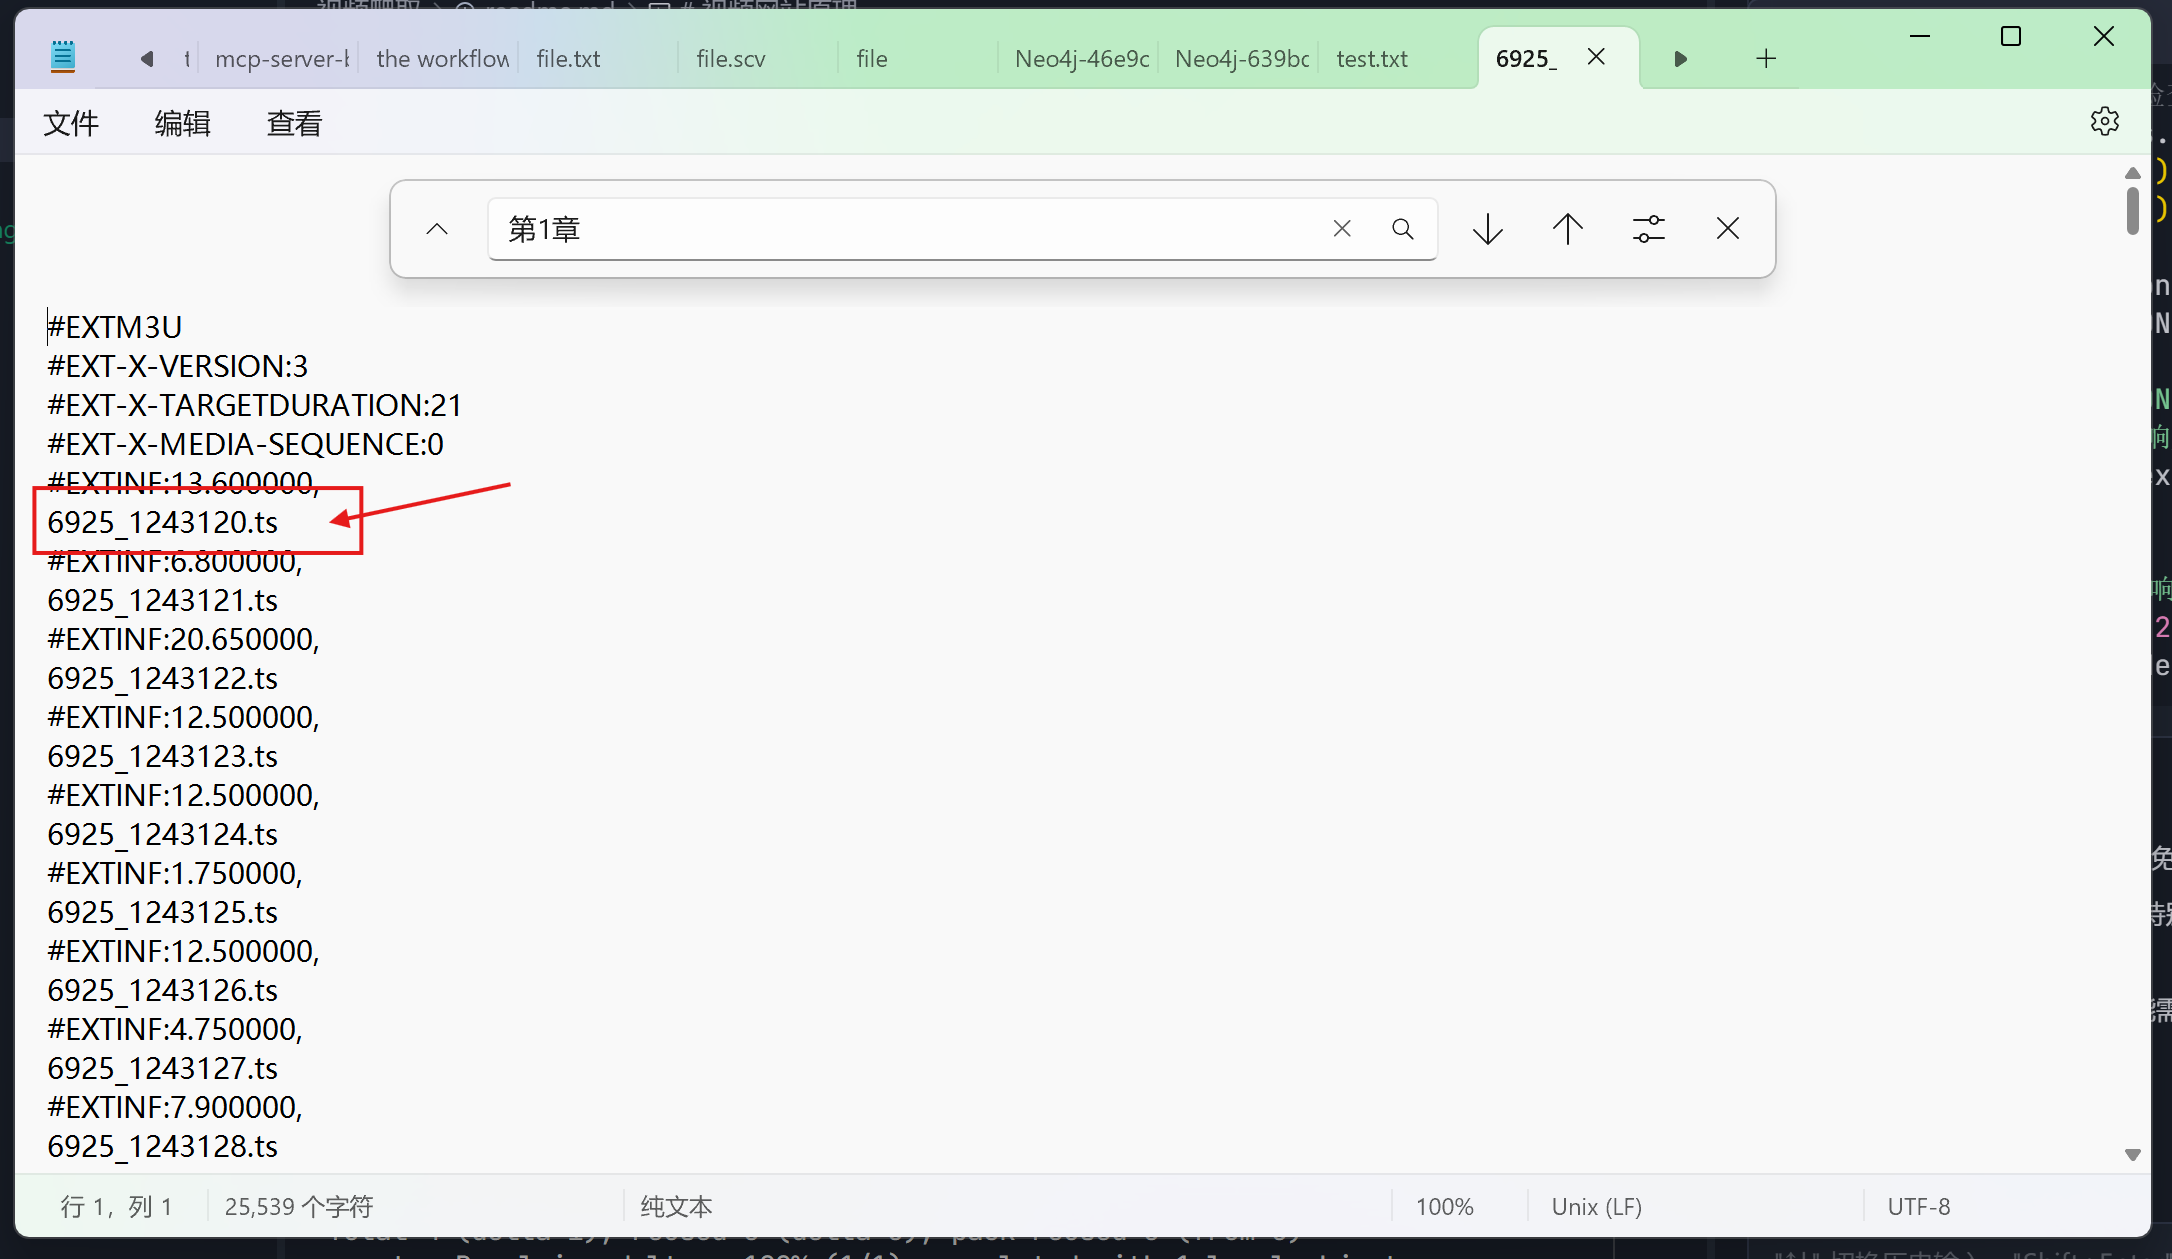 mcp-server-b
the workflow
file.txt
file.scv
file
Neo4j-46e9c
Neo4j-639bc
test.txt
6925_
文件
编辑
查看
第1章
#EXTM3U
#EXT-X-VERSION:3
#EXT-X-TARGETDURATION:21
#EXT-X-MEDIA-SEQUENCE:0
#EXTINF:13.600000,
6925_1243120.ts
#EXTINF:6.800000,
6925_1243121.ts
#EXTINF:20.650000,
6925_1243122.ts
#EXTINF:12.500000,
6925_1243123.ts
#EXTINF:12.500000,
6925_1243124.ts
#EXTINF:1.750000,
6925_1243125.ts
#EXTINF:12.500000,
6925_1243126.ts
#EXTINF:4.750000,
6925_1243127.ts
#EXTINF:7.900000,
6925_1243128.ts
行 1，列 1
25,539 个字符
纯文本
100%
Unix (LF)
UTF-8